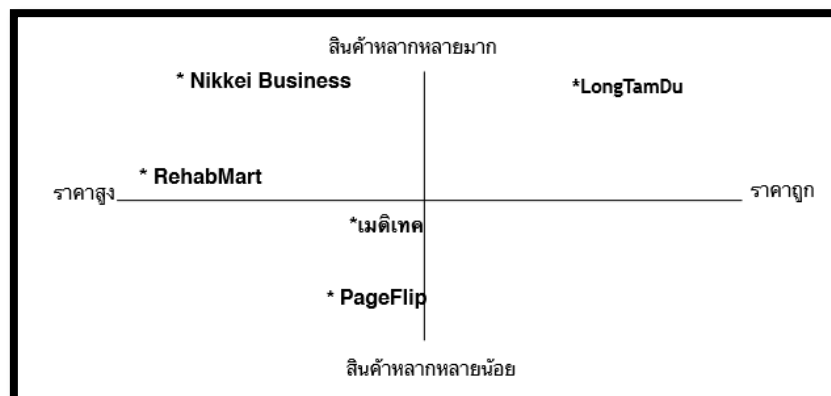 สินค้าหลากหลายมาก
* Nikkei Business
*LongTamDu
* RehabMart
ราคาสูง
ราคาถูก
*เมดิเทค
* PageFlip
สินค้าหลากหลายน้อย